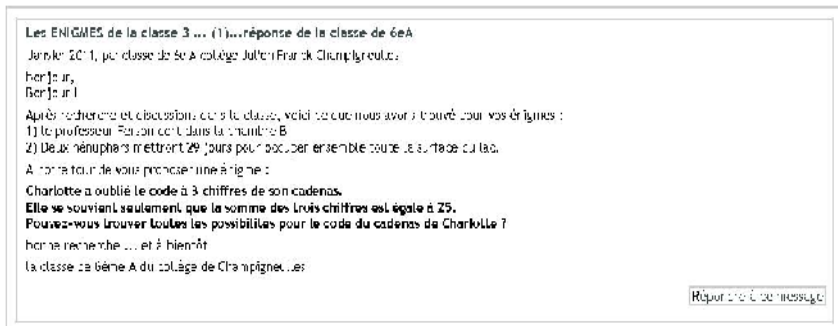 Les ENIGMES de la classe 3 ... (1)...réponse de la classe de 6eA
Janvier 2011, par classe de 6e A collège Julien Franck Champigneulles
bonjour,
Bonjour !
Après recherche et discussions dans la classe, voici ce que nous avons trouvé pour vos énigmes :
1) le professeur Person dort dans la chambre B
2) Deux nénuphars mettront 29 jours pour occuper ensemble toute la surface du lac.
A notre tour de vous proposer une énigme :
Charlotte a oublié le code à 3 chiffres de son cadenas.
Elle se souvient seulement que la somme des trois chiffres est égale à 25.
Pouvez-vous trouver toutes les possibilités pour le code du cadenas de Charlotte ?
bonne recherche ... et à bientôt
la classe de 6ème A du collège de Champigneulles
Répondre à ce message